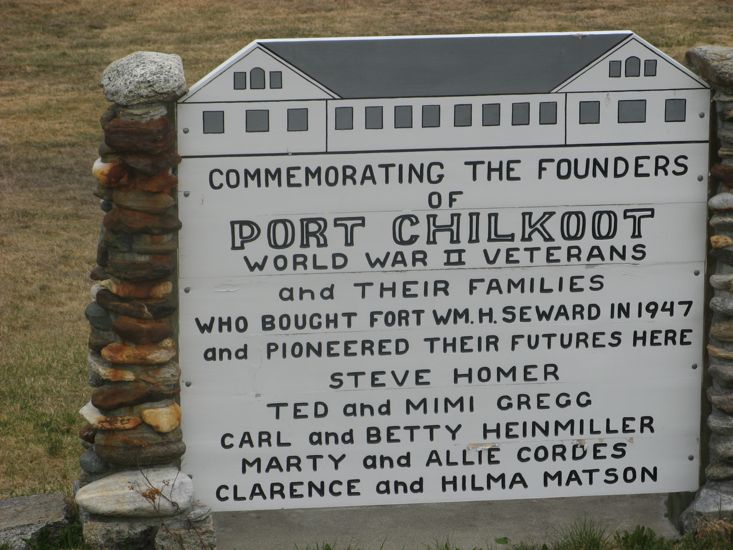 COMMEMORATING THE FOUNDERS
OF
PORT CHILKOOT
WORLD WAR II VETERANS
and THEIR FAMILIES
WHO BOUGHT FORT WM. H. SEWARD IN 1947
and PIONEERED THEIR FUTURES HERE
STEVE HOMER
TED and MIMI GREGG
CARL and BETTY HEINMILLER
MARTY and ALLIE CORDES
CLARENCE and HILMA MATSON